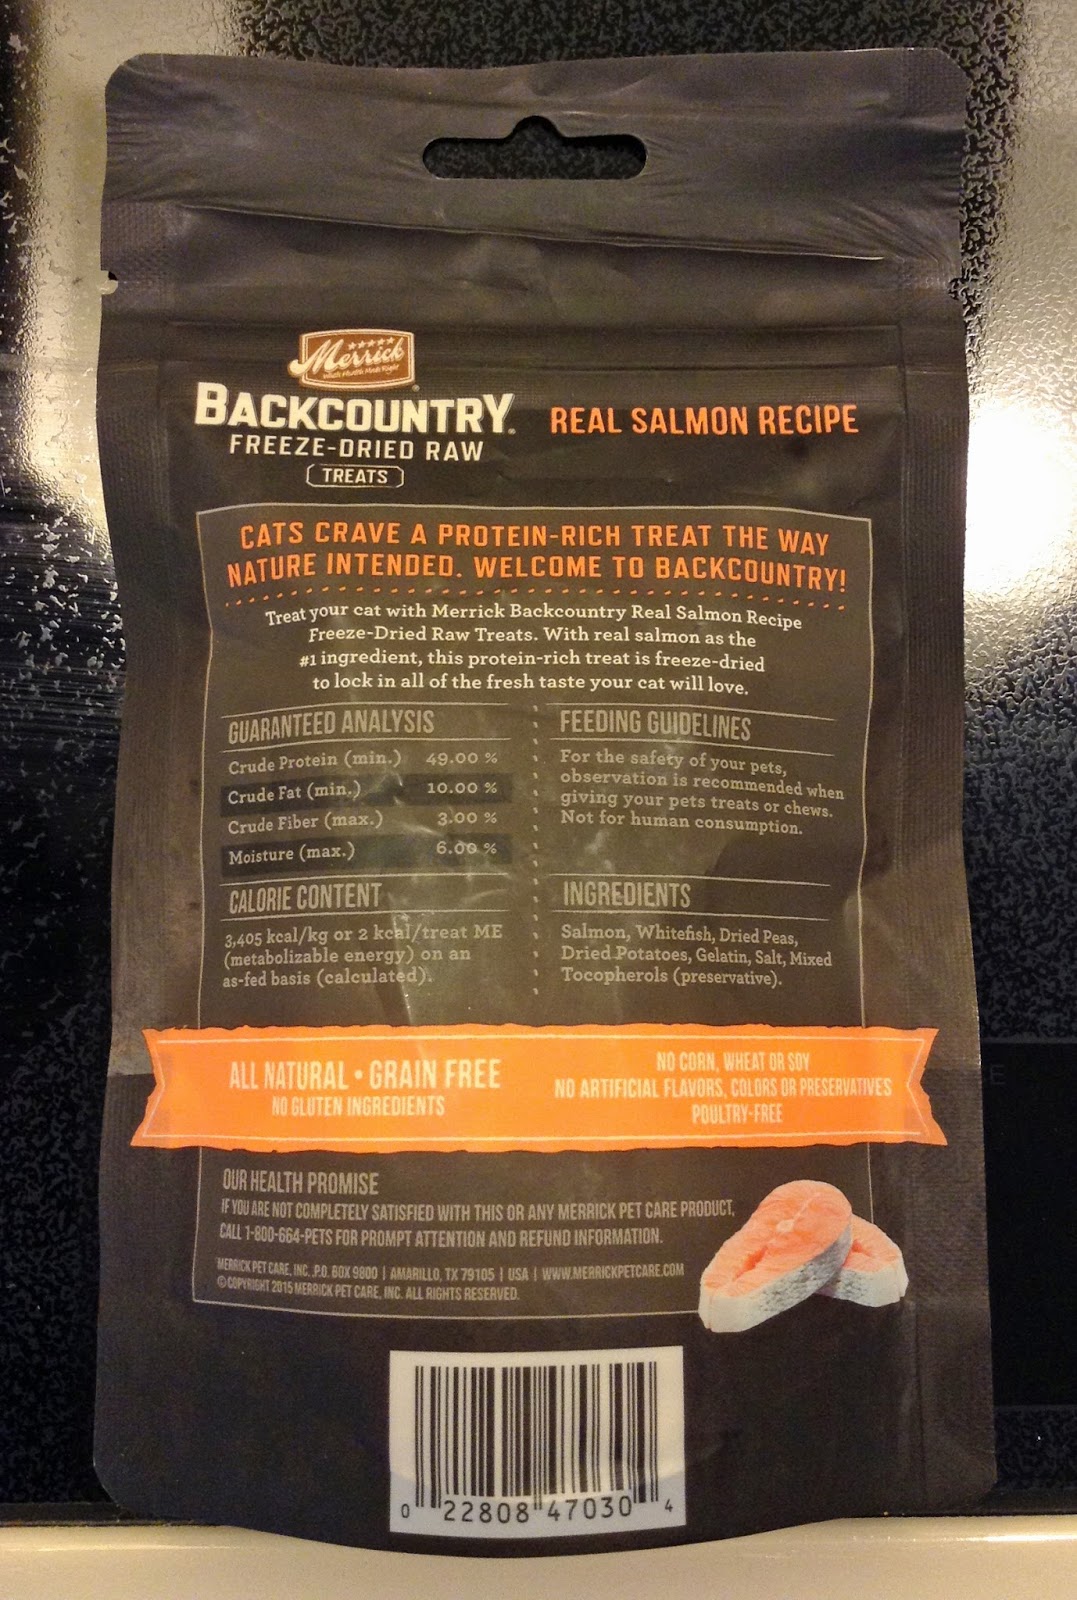 Merrick
BACKCOUNTRY®
FREEZE-DRIED RAW
TREATS
REAL SALMON RECIPE
CATS CRAVE A PROTEIN-RICH TREAT THE WAY
NATURE INTENDED. WELCOME TO BACKCOUNTRY!
Treat your cat with Merrick Backcountry Real Salmon Recipe
Freeze-Dried Raw Treats. With real salmon as the
#1 ingredient, this protein-rich treat is freeze-dried
to lock in all of the fresh taste your cat will love.
GUARANTEED ANALYSIS
Crude Protein (min.) 49.00 %
Crude Fat (min.) 10.00 %
Crude Fiber (max.) 3.00 %
Moisture (max.) 6.00 %
CALORIE CONTENT
3,405 kcal/kg or 2 kcal/treat ME
(metabolizable energy) on an
as-fed basis (calculated).
FEEDING GUIDELINES
For the safety of your pets,
observation is recommended when
giving your pets treats or chews.
Not for human consumption.
INGREDIENTS
Salmon, Whitefish, Dried Peas,
Dried Potatoes, Gelatin, Salt, Mixed
Tocopherols (preservative).
ALL NATURAL • GRAIN FREE
NO GLUTEN INGREDIENTS
NO CORN, WHEAT OR SOY
NO ARTIFICIAL FLAVORS, COLORS OR PRESERVATIVES
POULTRY-FREE
OUR HEALTH PROMISE
IF YOU ARE NOT COMPLETELY SATISFIED WITH THIS OR ANY MERRICK PET CARE PRODUCT,
CALL 1-800-664-PETS FOR PROMPT ATTENTION AND REFUND INFORMATION.
MERRICK PET CARE, INC. P.O. BOX 9800 | AMARILLO, TX 79105 | USA | WWW.MERRICKPETCARE.COM
©COPYRIGHT 2015 MERRICK PET CARE, INC. ALL RIGHTS RESERVED.
0 22808 47030 4